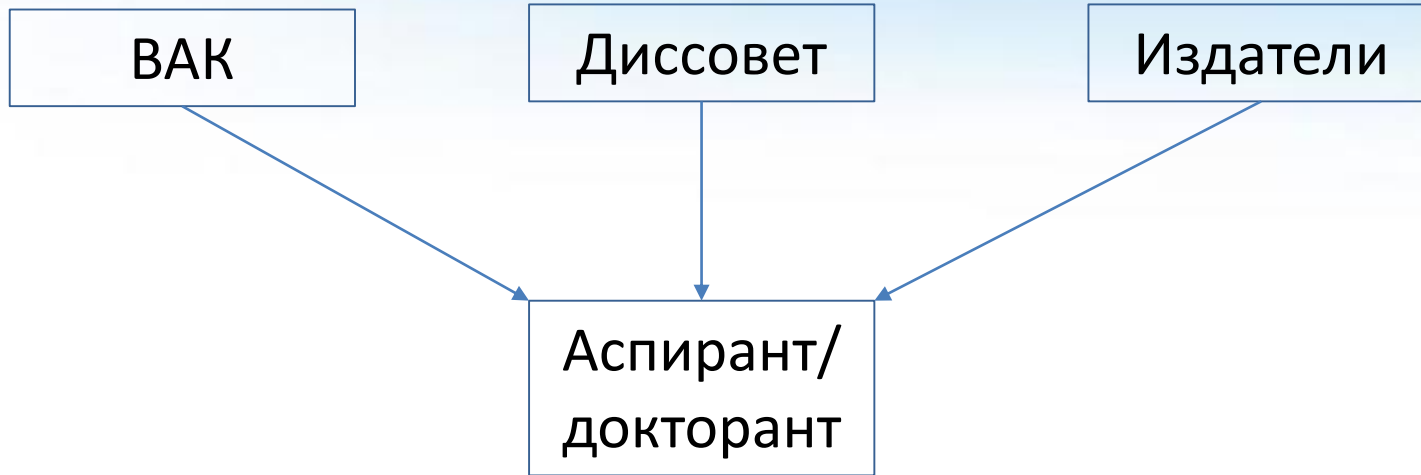 ВАК
Диссовет
Издатели
Аспирант/
докторант